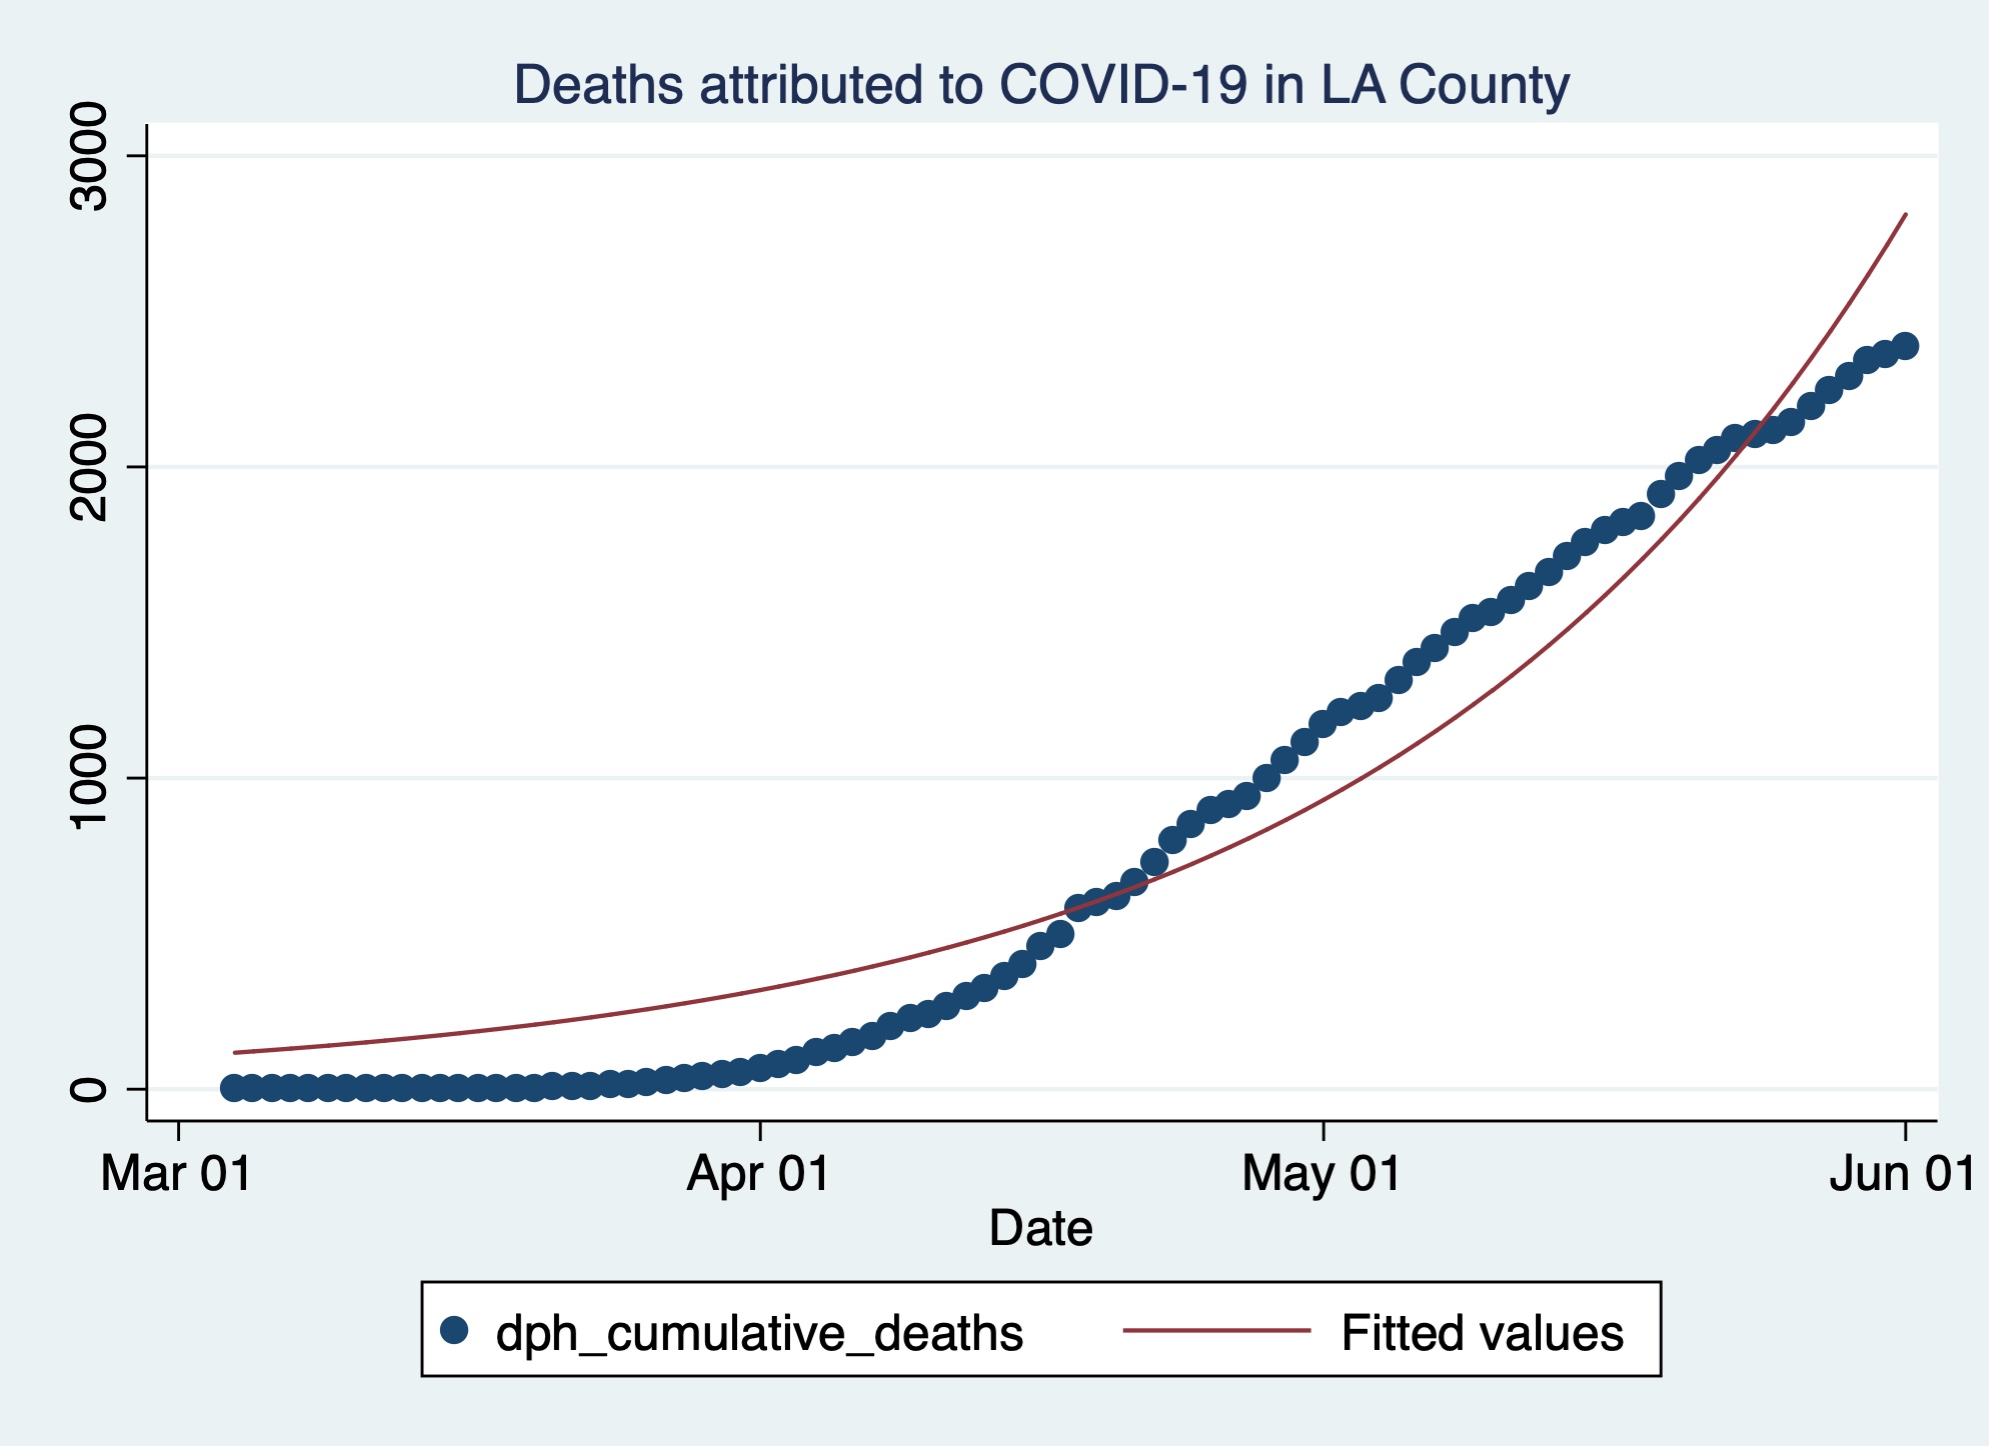 Deaths attributed to COVID-19 in LA County
3000
2000
1000
0
Mar 01 Apr 01 May 01 Jun 01
Date
dph_cumulative_deaths Fitted values